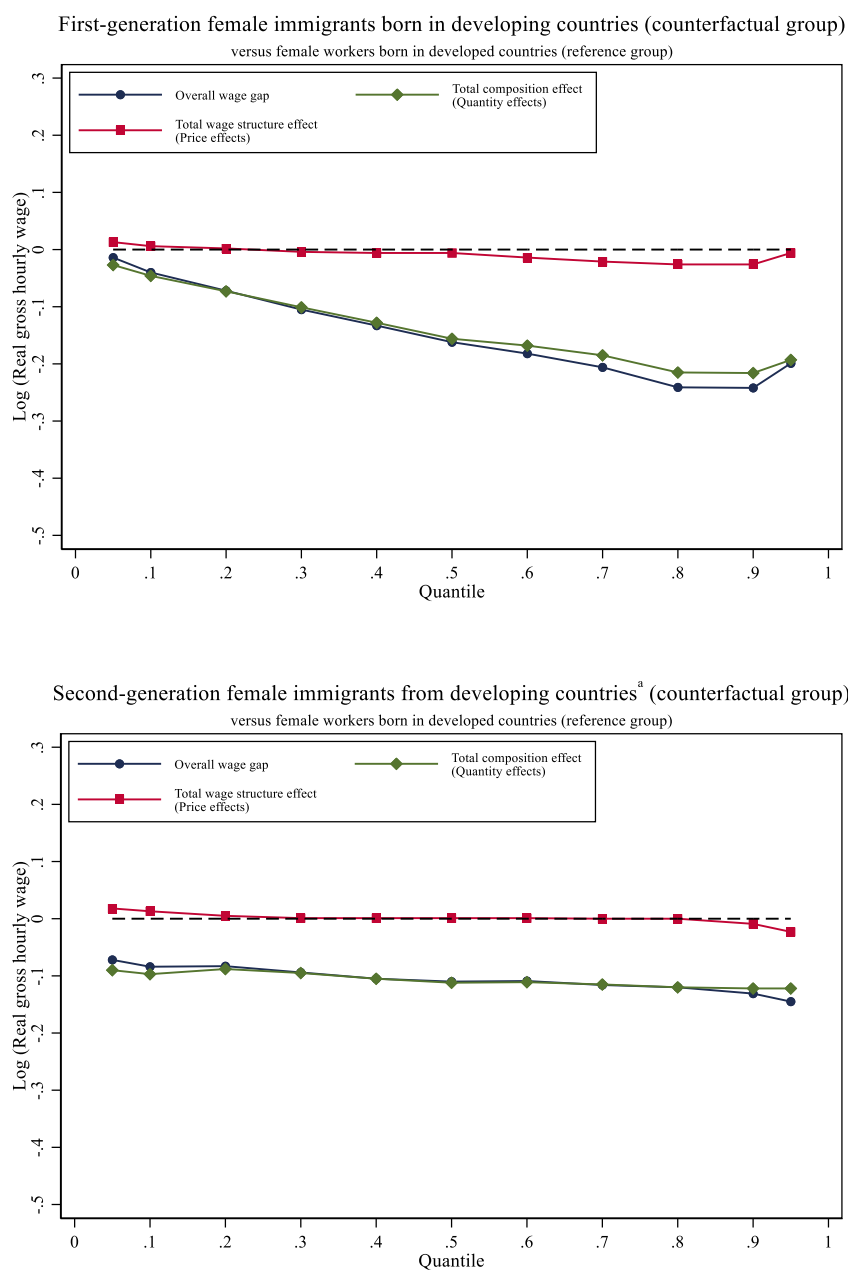 First-generation female immigrants born in developing countries (counterfactual group)
versus female workers born in developed countries (reference group)
Overall wage gap
Total composition effect
(Quantity effects)
Total wage structure effect
(Price effects)
Log (Real gross hourly wage)
.3
.2
.1
0
-.1
-.2
-.3
-.4
-.5
0 .1 .2 .3 .4 .5 .6 .7 .8 .9 1
Quantile
Second-generation female immigrants from developing countriesa (counterfactual group)
versus female workers born in developed countries (reference group)
Overall wage gap
Total composition effect
(Quantity effects)
Total wage structure effect
(Price effects)
Log (Real gross hourly wage)
.3
.2
.1
0
-.1
-.2
-.3
-.4
-.5
0 .1 .2 .3 .4 .5 .6 .7 .8 .9 1
Quantile